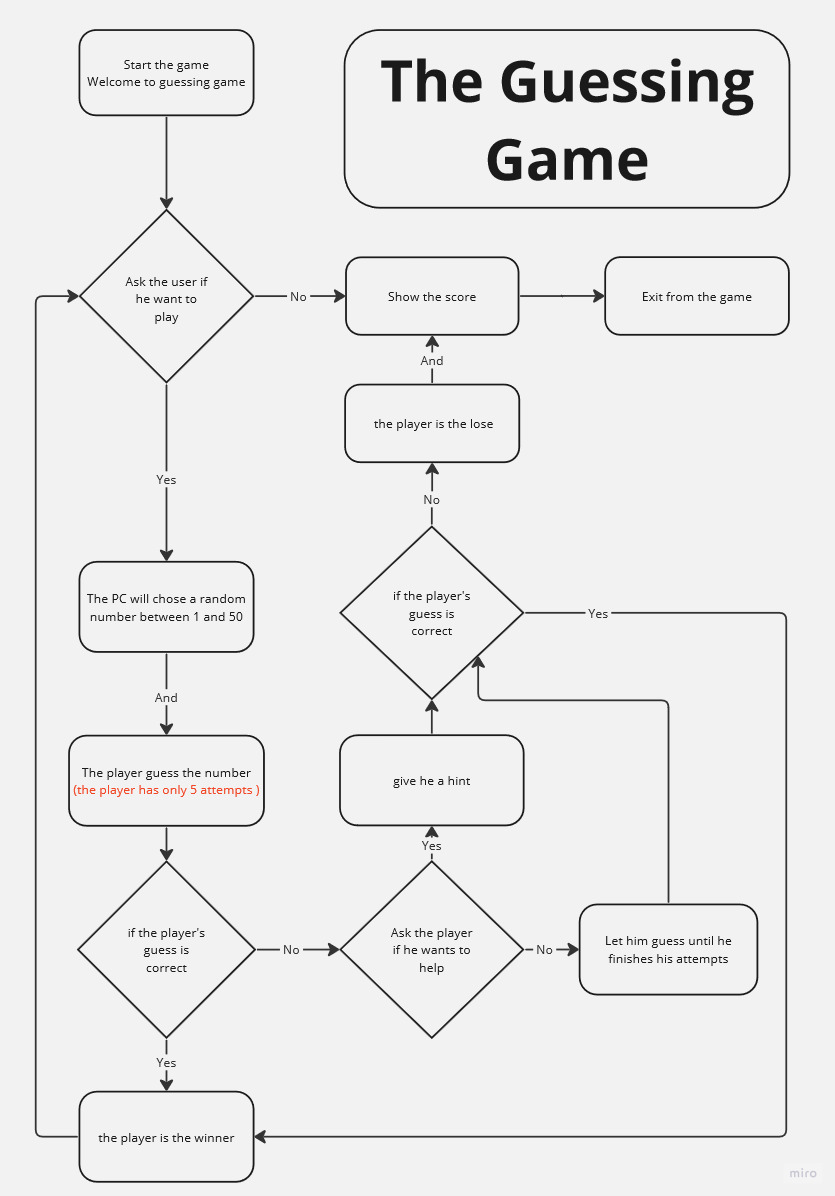 Start the game
Welcome to guessing game
The Guessing
Game
Ask the user if
he want to
play
No
Show the score
Exit from the game
And
the player is the lose
Yes
No
The PC will chose a random
number between 1 and 50
if the player's
guess is
correct
Yes
And
The player guess the number
(the player has only 5 attempts )
give he a hint
Yes
if the player's
guess is
correct
No
Ask the player
if he wants to
help
No
Let him guess until he
finishes his attempts
Yes
the player is the winner
miro